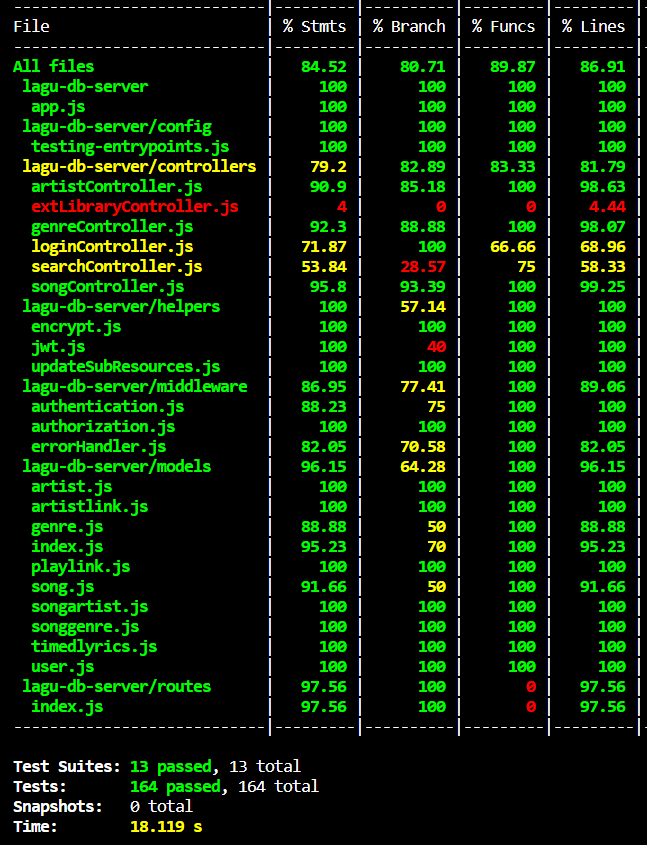 ---------------------------|---------|----------|---------|---------|
File                       | % Stmts | % Branch | % Funcs | % Lines |
---------------------------|---------|----------|---------|---------|
All files                  |   84.52 |    80.71 |   89.87 |   86.91 |
 lagu-db-server            |     100 |      100 |     100 |     100 |
  app.js                   |     100 |      100 |     100 |     100 |
 lagu-db-server/config     |     100 |      100 |     100 |     100 |
  testing-entrypoints.js   |     100 |      100 |     100 |     100 |
 lagu-db-server/controllers |    79.2 |    82.89 |   83.33 |   81.79 |
  artistController.js      |    90.9 |    85.18 |     100 |   98.63 |
  extLibraryController.js  |       4 |        0 |       0 |    4.44 |
  genreController.js       |    92.3 |    88.88 |     100 |   98.07 |
  loginController.js       |   71.87 |      100 |   66.66 |   68.96 |
  searchController.js      |   53.84 |    28.57 |      75 |   58.33 |
  songController.js        |    95.8 |    93.39 |     100 |   99.25 |
 lagu-db-server/helpers    |     100 |    57.14 |     100 |     100 |
  encrypt.js               |     100 |      100 |     100 |     100 |
  jwt.js                   |     100 |       40 |     100 |     100 |
  updateSubResources.js    |     100 |      100 |     100 |     100 |
 lagu-db-server/middleware |   86.95 |    77.41 |     100 |   89.06 |
  authentication.js        |   88.23 |       75 |     100 |     100 |
  authorization.js         |     100 |      100 |     100 |     100 |
  errorHandler.js          |   82.05 |    70.58 |     100 |   82.05 |
 lagu-db-server/models     |   96.15 |    64.28 |     100 |   96.15 |
  artist.js                |     100 |      100 |     100 |     100 |
  artistlink.js            |     100 |      100 |     100 |     100 |
  genre.js                 |   88.88 |       50 |     100 |   88.88 |
  index.js                 |   95.23 |       70 |     100 |   95.23 |
  playlink.js              |     100 |      100 |     100 |     100 |
  song.js                  |   91.66 |       50 |     100 |   91.66 |
  songartist.js            |     100 |      100 |     100 |     100 |
  songgenre.js             |     100 |      100 |     100 |     100 |
  timedlyrics.js           |     100 |      100 |     100 |     100 |
  user.js                  |     100 |      100 |     100 |     100 |
 lagu-db-server/routes     |   97.56 |      100 |       0 |   97.56 |
  index.js                 |   97.56 |      100 |       0 |   97.56 |
---------------------------|---------|----------|---------|---------|
Test Suites: 13 passed, 13 total
Tests:       164 passed, 164 total
Snapshots:   0 total
Time:        18.119 s